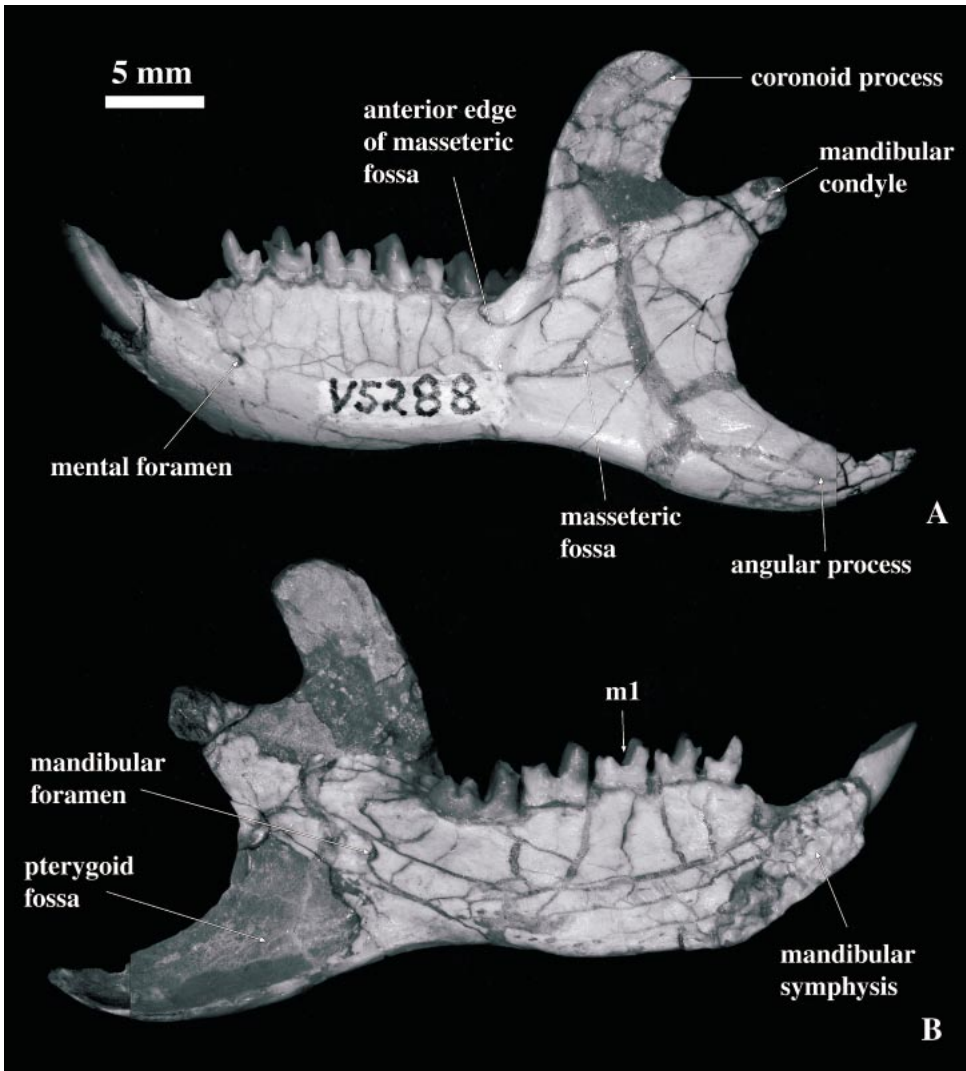 5 mm
coronoid process
anterior edge
of masseteric
fossa
mandibular
condyle
V5288
mental foramen
masseteric
fossa
A
angular process
m1
mandibular
foramen
pterygoid
fossa
mandibular
symphysis
B